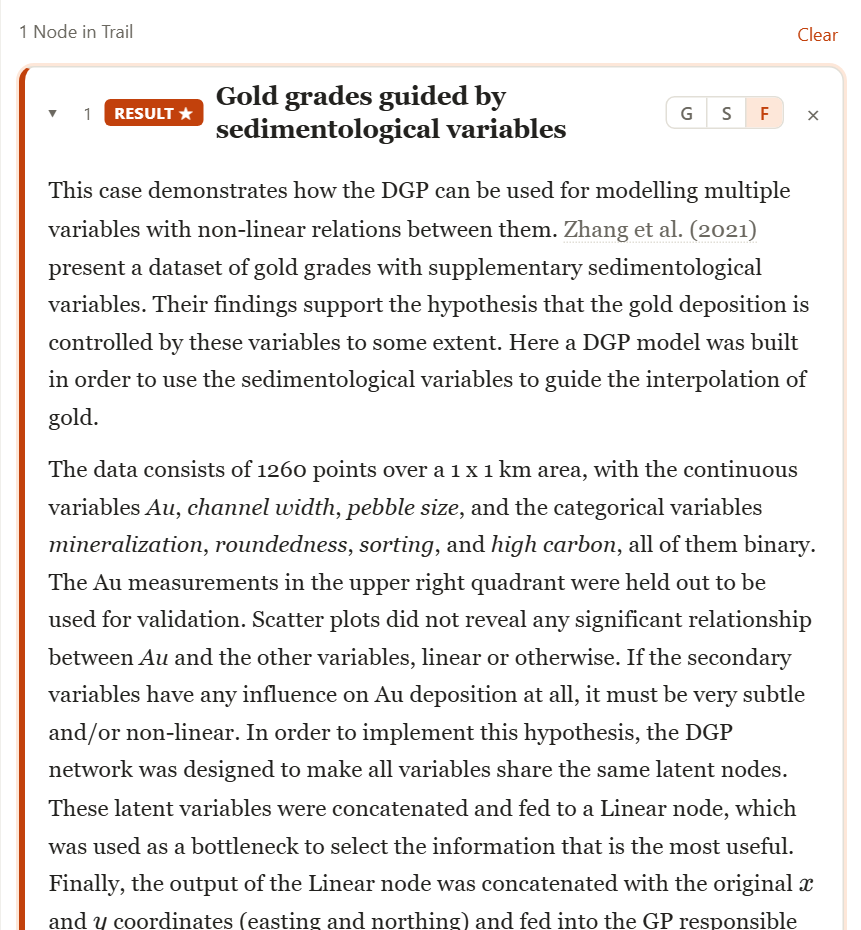 1 Node in Trail
Clear
▼ 1 RESULT ★ Gold grades guided by
sedimentological variables
G S F ×
This case demonstrates how the DGP can be used for modelling multiple
variables with non-linear relations between them. Zhang et al. (2021)
present a dataset of gold grades with supplementary sedimentological
variables. Their findings support the hypothesis that the gold deposition is
controlled by these variables to some extent. Here a DGP model was built
in order to use the sedimentological variables to guide the interpolation of
gold.
The data consists of 1260 points over a 1 x 1 km area, with the continuous
variables Au, channel width, pebble size, and the categorical variables
mineralization, roundedness, sorting, and high carbon, all of them binary.
The Au measurements in the upper right quadrant were held out to be
used for validation. Scatter plots did not reveal any significant relationship
between Au and the other variables, linear or otherwise. If the secondary
variables have any influence on Au deposition at all, it must be very subtle
and/or non-linear. In order to implement this hypothesis, the DGP
network was designed to make all variables share the same latent nodes.
These latent variables were concatenated and fed to a Linear node, which
was used as a bottleneck to select the information that is the most useful.
Finally, the output of the Linear node was concatenated with the original x
and y coordinates (easting and northing) and fed into the GP responsible